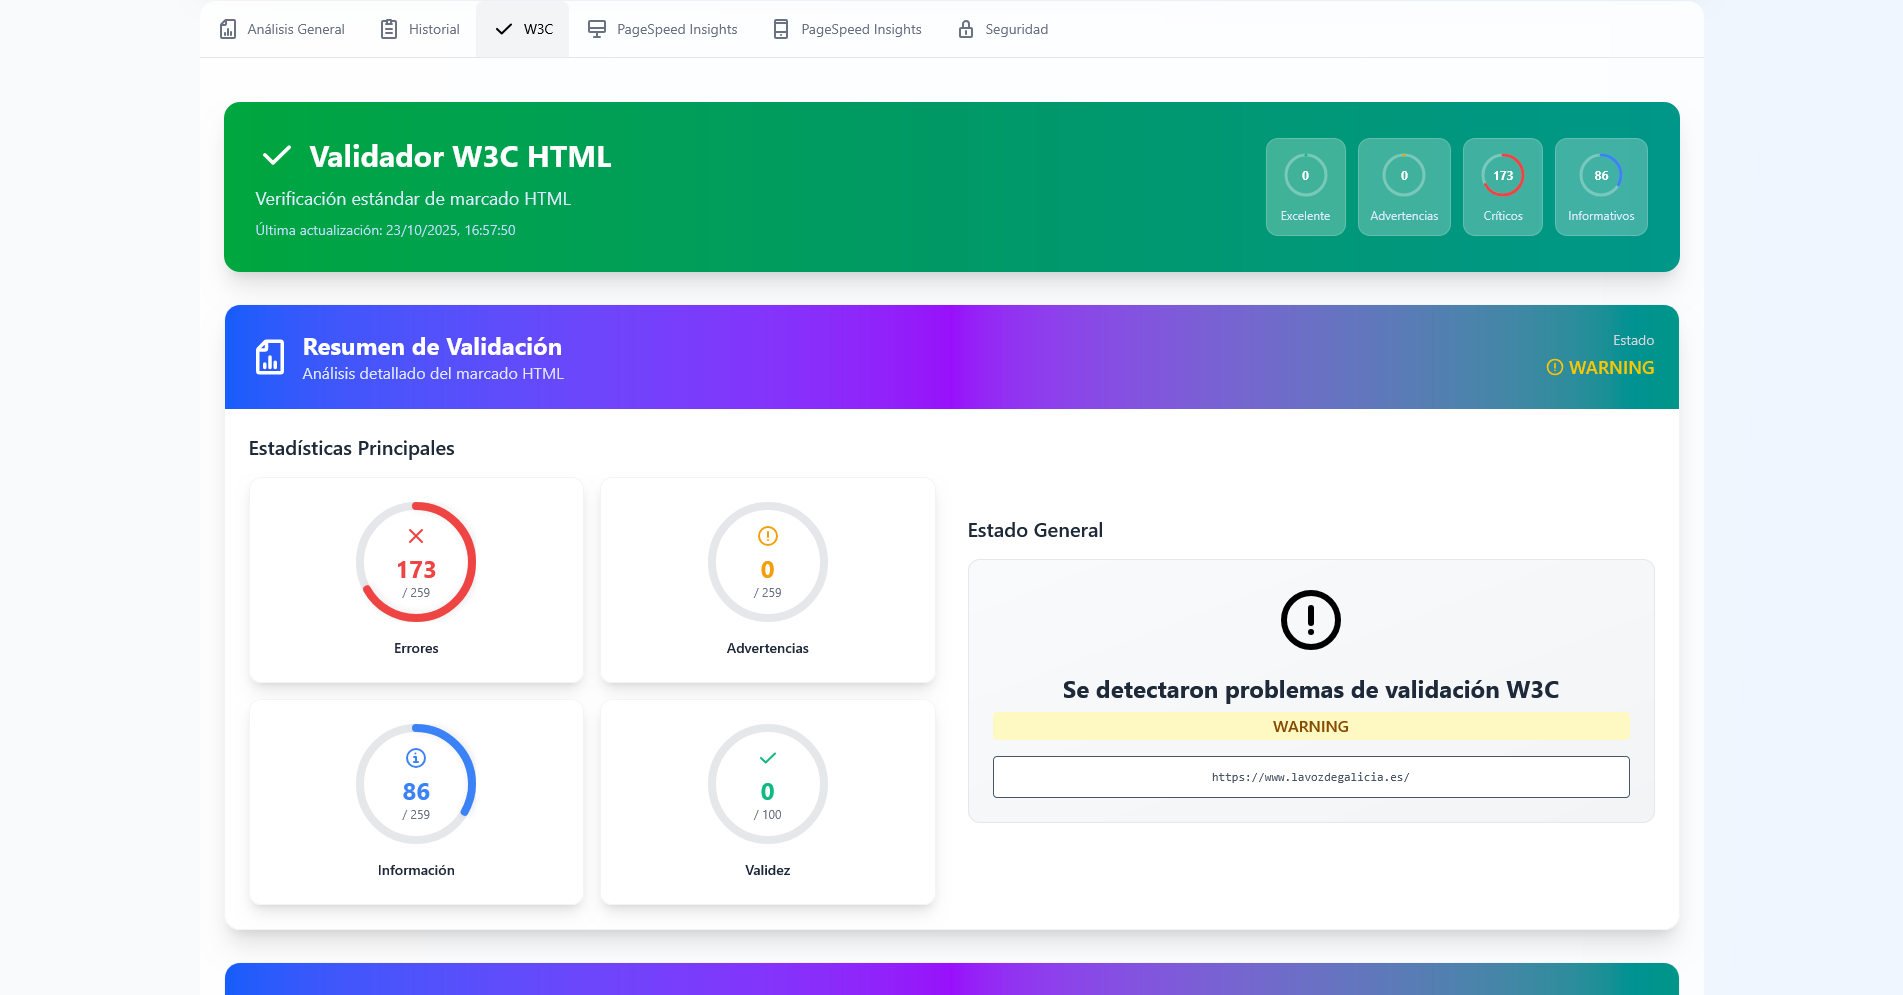 Análisis General
Historial
W3C
PageSpeed Insights
PageSpeed Insights
Seguridad
Validador W3C HTML
Verificación estándar de marcado HTML
Última actualización: 23/10/2025, 16:57:50
0
Excelente
0
Advertencias
173
Críticos
86
Informativos
Resumen de Validación
Análisis detallado del marcado HTML
Estado
WARNING
Estadísticas Principales
173
/ 259
Errores
0
/ 259
Advertencias
86
/ 259
Información
0
/ 100
Validez
Estado General
Se detectaron problemas de validación W3C
WARNING
https://www.lavozdegalicia.es/